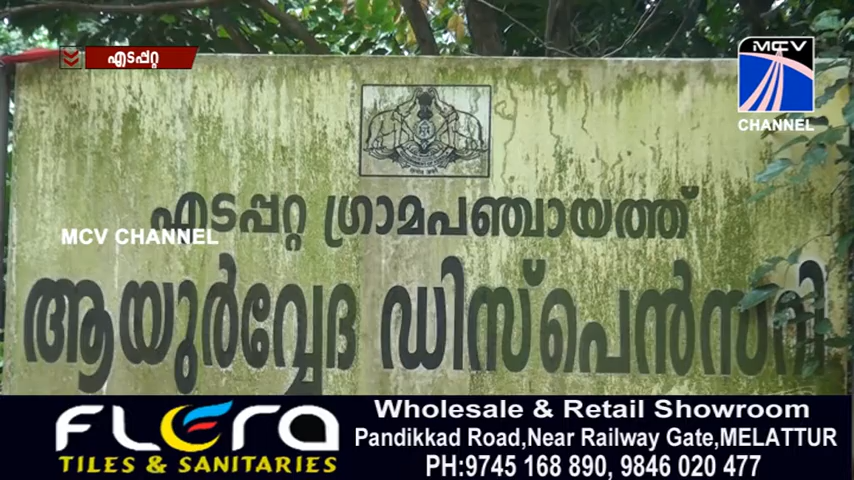 എടപ്പറ്റ
MCV
CHANNEL
എടപ്പറ്റ ഗ്രാമപഞ്ചായത്ത്
MCV CHANNEL
ആയുർവ്വേദ ഡിസ്പെൻസറി
FLORA
TILES & SANITARIES
Wholesale & Retail Showroom
Pandikkad Road,Near Railway Gate,MELATTUR
PH:9745 168 890, 9846 020 477